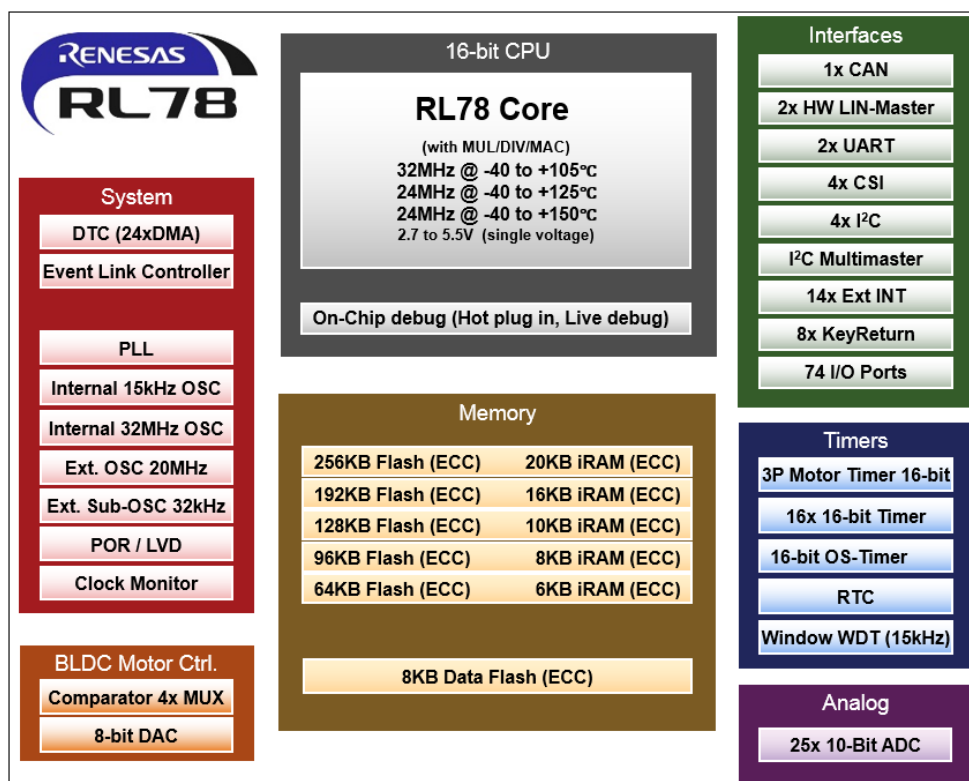 RENESAS
RL78
System
DTC (24xDMA)
Event Link Controller
PLL
Internal 15kHz OSC
Internal 32MHz OSC
Ext. OSC 20MHz
Ext. Sub-OSC 32kHz
POR / LVD
Clock Monitor
BLDC Motor Ctrl.
Comparator 4x MUX
8-bit DAC
16-bit CPU
RL78 Core
(with MUL/DIV/MAC)
32MHz @ -40 to +105℃
24MHz @ -40 to +125℃
24MHz @ -40 to +150℃
2.7 to 5.5V (single voltage)
On-Chip debug (Hot plug in, Live debug)
Memory
256KB Flash (ECC) 20KB iRAM (ECC)
192KB Flash (ECC) 16KB iRAM (ECC)
128KB Flash (ECC) 10KB iRAM (ECC)
96KB Flash (ECC) 8KB iRAM (ECC)
64KB Flash (ECC) 6KB iRAM (ECC)
8KB Data Flash (ECC)
Interfaces
1x CAN
2x HW LIN-Master
2x UART
4x CSI
4x I²C
I²C Multimaster
14x Ext INT
8x KeyReturn
74 I/O Ports
Timers
3P Motor Timer 16-bit
16x 16-bit Timer
16-bit OS-Timer
RTC
Window WDT (15kHz)
Analog
25x 10-Bit ADC